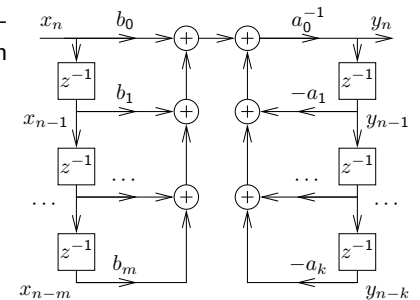 x_n b_0 a_0^{-1} y_n
–
n
+ +
z^{-1} z^{-1}
b_1 -a_1
x_{n-1} + + y_{n-1}
z^{-1} z^{-1}
... ...
... + + ...
z^{-1} z^{-1}
b_m -a_k
x_{n-m} y_{n-k}